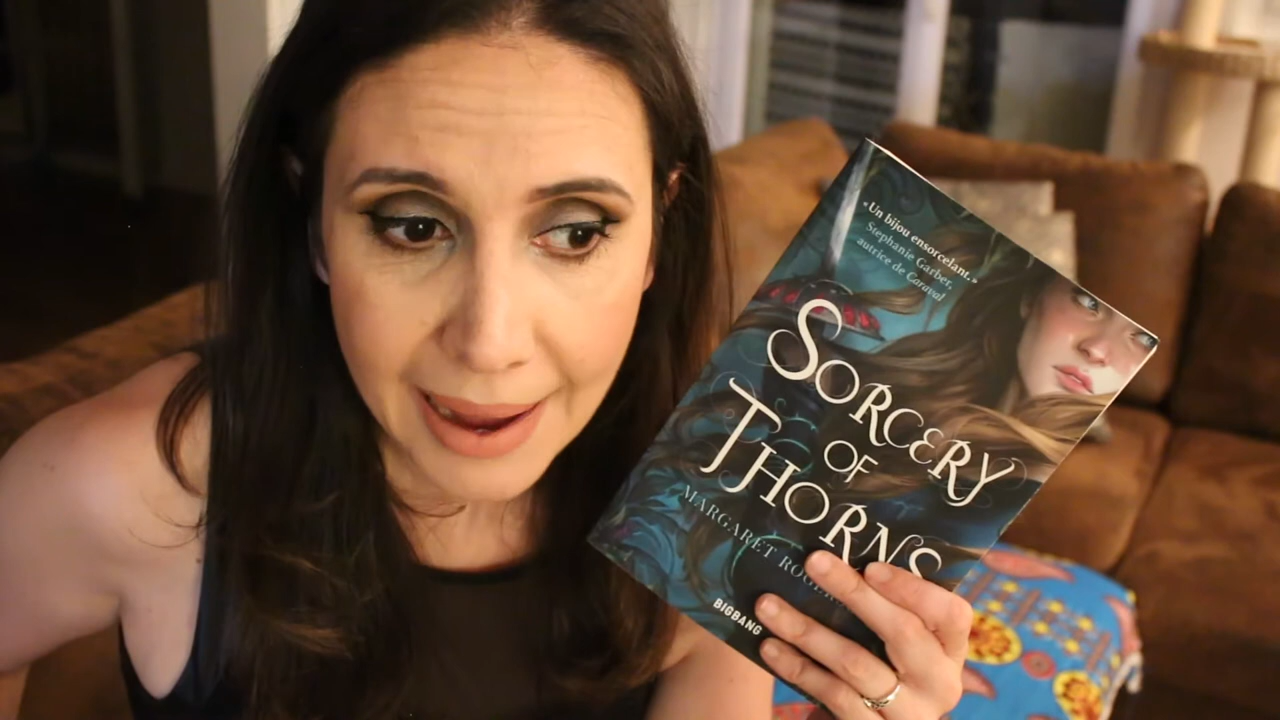 «Un bijou ensorcelant.»
Stephanie Garber,
autrice de Caraval
SORCERY
OF
THORNS
MARGARET
BIGBANG